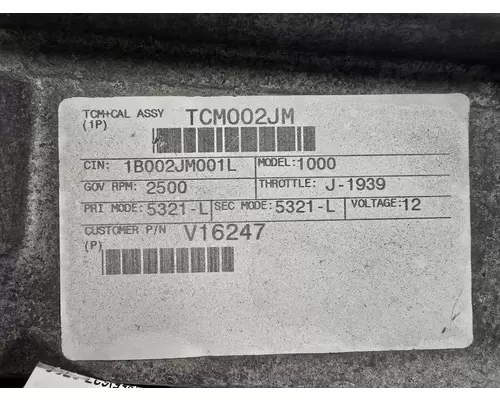 TCM+CAL ASSY TCM002JM
(1P)
CIN: 1B002JM001L MODEL: 1000
GOV RPM: 2500 THROTTLE: J-1939
PRI MODE: 5321-L SEC MODE: 5321-L VOLTAGE: 12
CUSTOMER P/N V16247
(P)